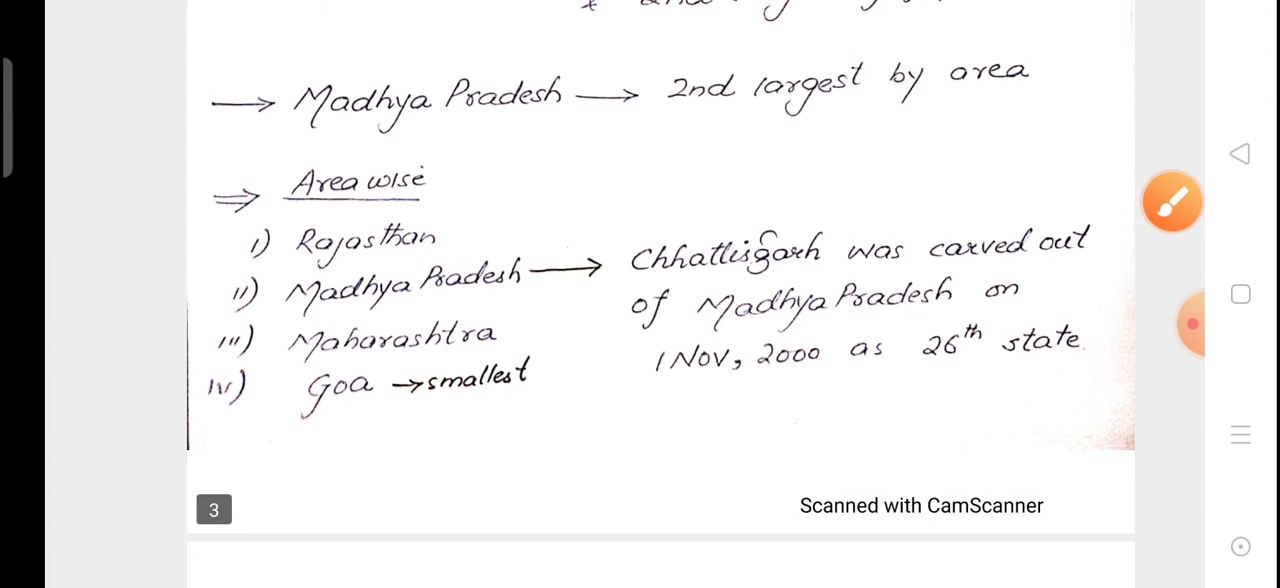 → Madhya Pradesh → 2nd largest by area
⇒ Area wise
i) Rajasthan
ii) Madhya Pradesh → Chhattisgarh was carved out
of Madhya Pradesh on
1 Nov, 2000 as 26th state.
iii) Maharashtra
iv) Goa → smallest
3
Scanned with CamScanner